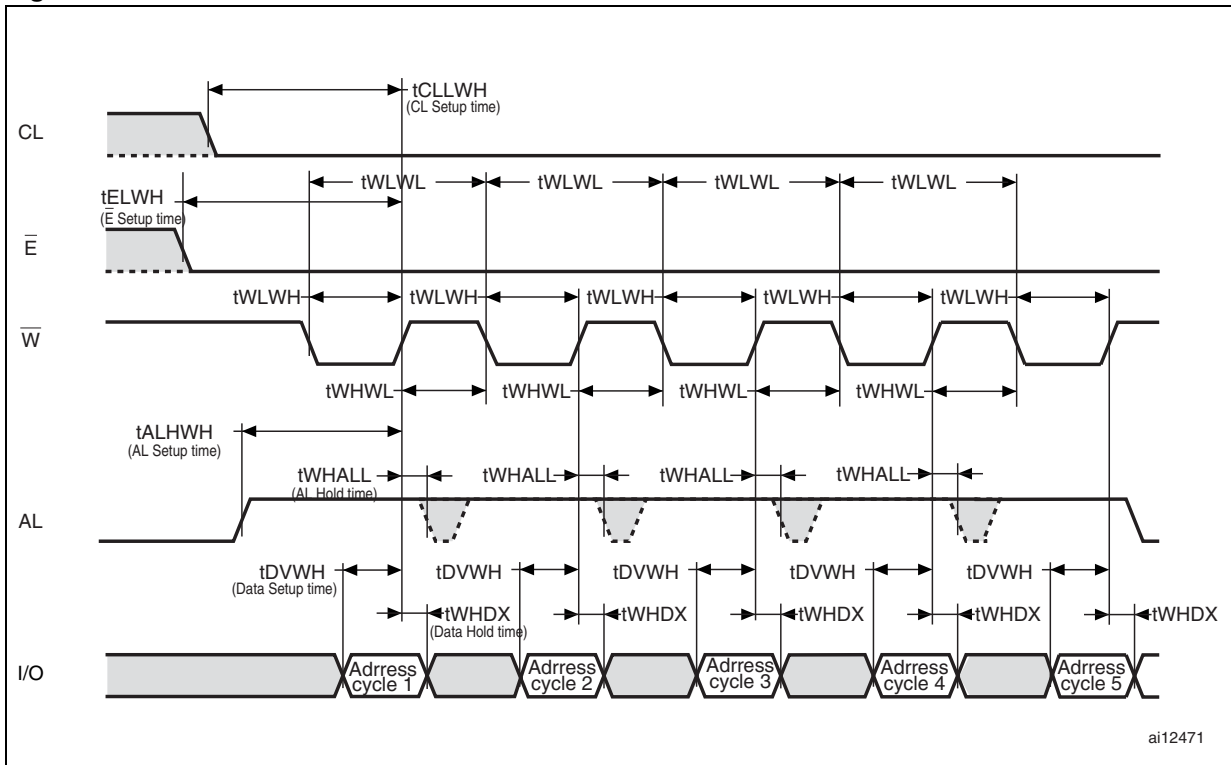 tCLLWH
(CL Setup time)
CL
tWLWL tWLWL tWLWL tWLWL
tELWH
(E̅ Setup time)
E̅
tWLWH tWLWH tWLWH tWLWH tWLWH
W̅
tWHWL tWHWL tWHWL tWHWL
tALHWH
(AL Setup time)
tWHALL tWHALL tWHALL tWHALL
(AL Hold time)
AL
tDVWH tDVWH tDVWH tDVWH tDVWH
(Data Setup time)
tWHDX tWHDX tWHDX tWHDX tWHDX
(Data Hold time)
I/O
Adrress Adrress Adrress Adrress Adrress
cycle 1 cycle 2 cycle 3 cycle 4 cycle 5
ai12471